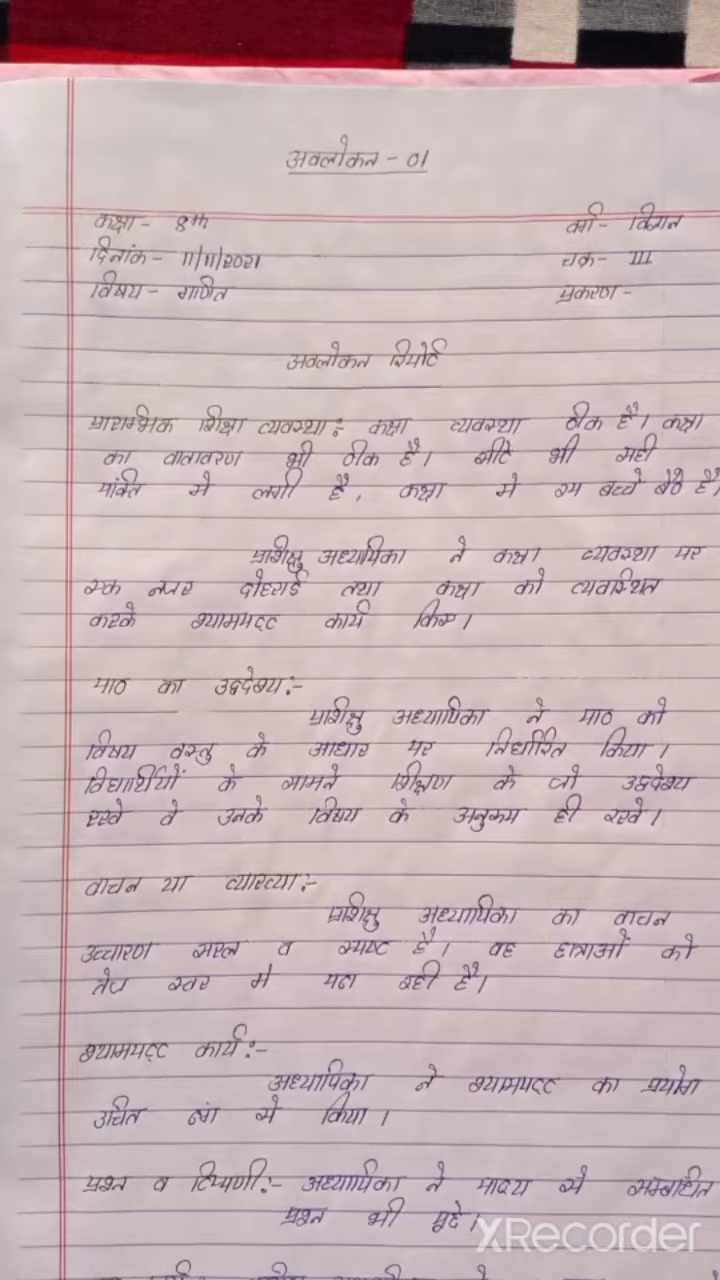 अवलोकन - 01
कक्षा - 8th
वर्ग - विज्ञान
दिनांक - 11/11/2021
चक्र - III
विषय - गणित
प्रकरण -
अवलोकन रिपोर्ट
प्रारम्भिक शिक्षा व्यवस्था :- कक्षा व्यवस्था ठीक है। कक्षा
का वातावरण भी ठीक है। सीटे भी सही
पंक्ति मे लगी है, कक्षा मे सब बच्चे बैठे है।
प्रशिक्षु अध्यापिका ने कक्षा व्यवस्था पर
एक नजर दोहराई तथा कक्षा को व्यवस्थित
करके श्यामपट्ट कार्य किए।
पाठ का उद्देश्य :-
प्रशिक्षु अध्यापिका ने पाठ को
विषय वस्तु के आधार पर निर्धारित किया।
विद्यार्थियों के सामने शिक्षण के जो उद्देश्य
रखे वे उनके विषय के अनुरूप ही रखे।
वाचन या व्याख्या :-
प्रशिक्षु अध्यापिका का वाचन
उच्चारण सरल व स्पष्ट है। वह छात्राओं को
तेज स्वर मे पढा रही है।
श्यामपट्ट कार्य :-
अध्यापिका ने श्यामपट्ट का प्रयोग
उचित ढंग से किया।
प्रश्न व टिप्पणी :- अध्यापिका ने पाठ्य से सम्बंधित
प्रश्न भी पूछे।
XRecorder